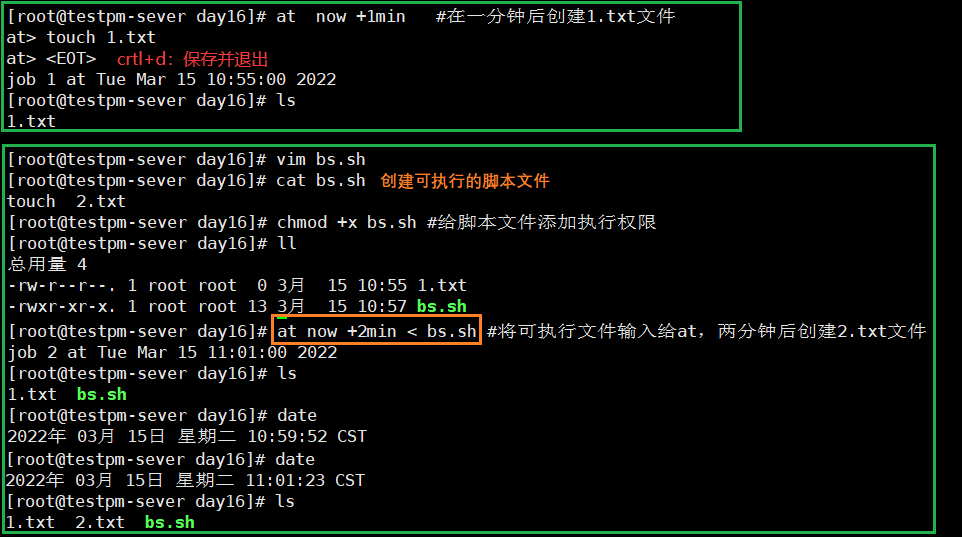 [root@testpm-sever day16]# at  now +1min   #在一分钟后创建1.txt文件
at> touch 1.txt
at> <EOT>  crtl+d：保存并退出
job 1 at Tue Mar 15 10:55:00 2022
[root@testpm-sever day16]# ls
1.txt
[root@testpm-sever day16]# vim bs.sh
[root@testpm-sever day16]# cat bs.sh  创建可执行的脚本文件
touch  2.txt
[root@testpm-sever day16]# chmod +x bs.sh #给脚本文件添加执行权限
[root@testpm-sever day16]# ll
总用量 4
-rw-r--r--. 1 root root  0 3月  15 10:55 1.txt
-rwxr-xr-x. 1 root root 13 3月  15 10:57 bs.sh
[root@testpm-sever day16]# at now +2min < bs.sh #将可执行文件输入给at，两分钟后创建2.txt文件
job 2 at Tue Mar 15 11:01:00 2022
[root@testpm-sever day16]# ls
1.txt  bs.sh
[root@testpm-sever day16]# date
2022年 03月 15日 星期二 10:59:52 CST
[root@testpm-sever day16]# date
2022年 03月 15日 星期二 11:01:23 CST
[root@testpm-sever day16]# ls
1.txt  2.txt  bs.sh